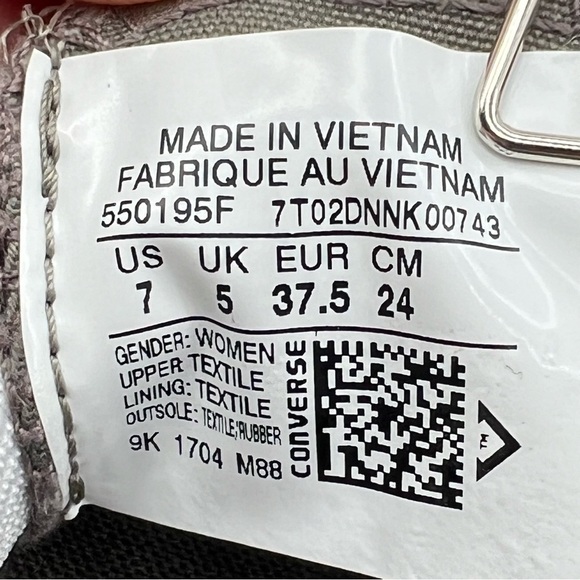 MADE IN VIETNAM
FABRIQUE AU VIETNAM
550195F 7T02DNNK00743
US UK EUR CM
7 5 37.5 24
GENDER: WOMEN
UPPER: TEXTILE
LINING: TEXTILE
OUTSOLE: TEXTILE/RUBBER
9K 1704 M88
CONVERSE
TM